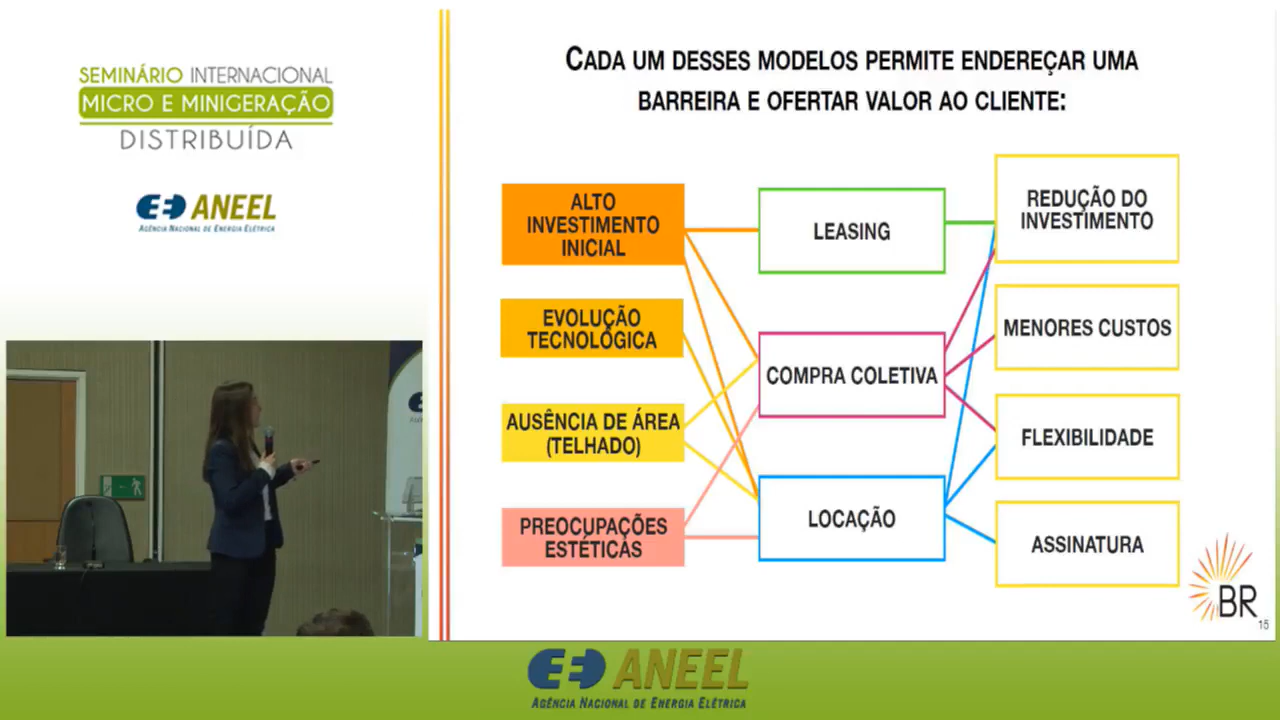 SEMINÁRIO INTERNACIONAL
MICRO E MINIGERAÇÃO
DISTRIBUÍDA
ANEEL
AGÊNCIA NACIONAL DE ENERGIA ELÉTRICA
CADA UM DESSES MODELOS PERMITE ENDEREÇAR UMA
BARREIRA E OFERTAR VALOR AO CLIENTE:
ALTO
INVESTIMENTO
INICIAL
EVOLUÇÃO
TECNOLÓGICA
AUSÊNCIA DE ÁREA
(TELHADO)
PREOCUPAÇÕES
ESTÉTICAS
LEASING
COMPRA COLETIVA
LOCAÇÃO
REDUÇÃO DO
INVESTIMENTO
MENORES CUSTOS
FLEXIBILIDADE
ASSINATURA
BR
15
ANEEL
AGÊNCIA NACIONAL DE ENERGIA ELÉTRICA